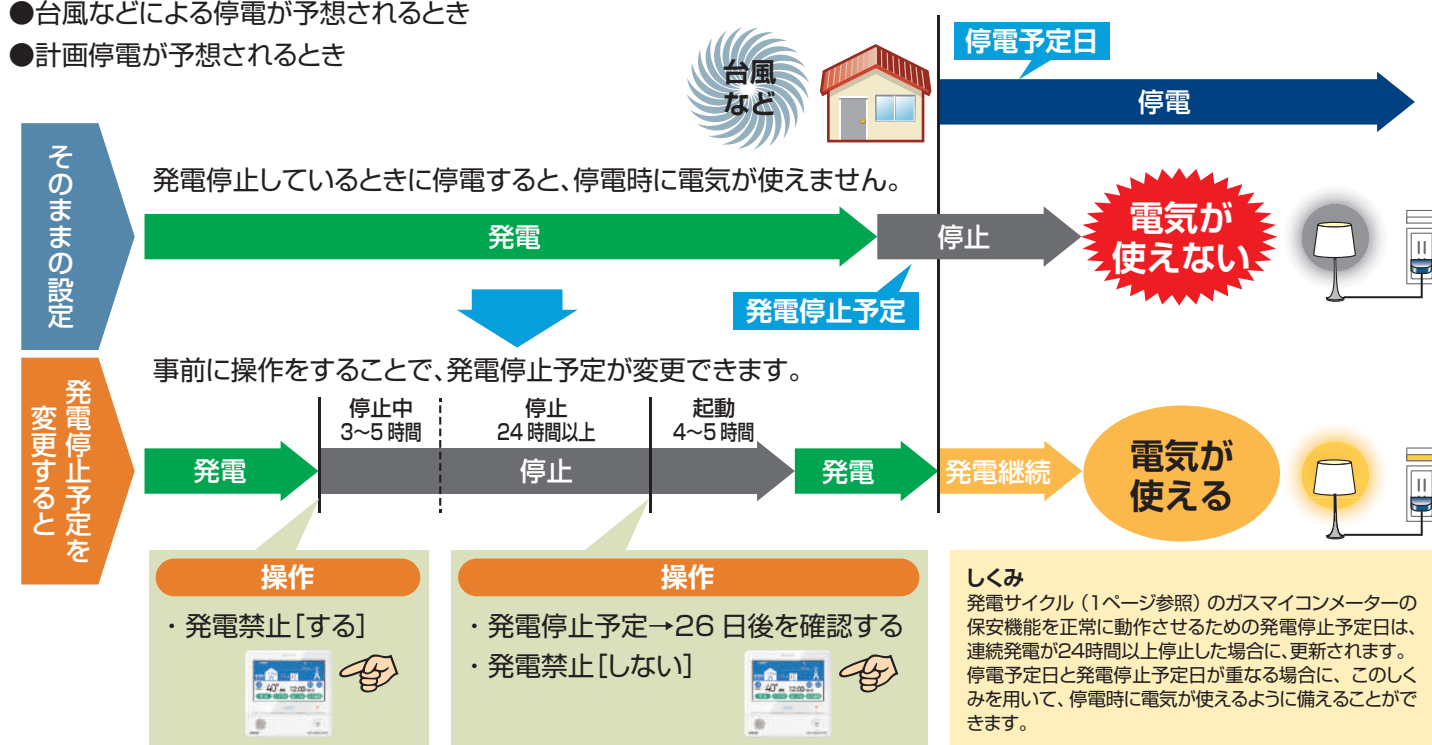 ●台風などによる停電が予想されるとき
●計画停電が予想されるとき
台風
など
停電予定日
停電
そのままの設定
発電停止しているときに停電すると、停電時に電気が使えません。
発電
停止
電気が
使えない
発電停止予定
発電停止予定を
変更すると
事前に操作をすることで、発電停止予定が変更できます。
停止中
3〜5時間
停止
24時間以上
起動
4〜5時間
発電
停止
発電
発電継続
電気が
使える
操作
・発電禁止[する]
操作
・発電停止予定→26日後を確認する
・発電禁止[しない]
しくみ
発電サイクル（1ページ参照）のガスマイコンメーターの
保安機能を正常に動作させるための発電停止予定日は、
連続発電が24時間以上停止した場合に、更新されます。
停電予定日と発電停止予定日が重なる場合に、このしく
みを用いて、停電時に電気が使えるように備えることがで
きます。